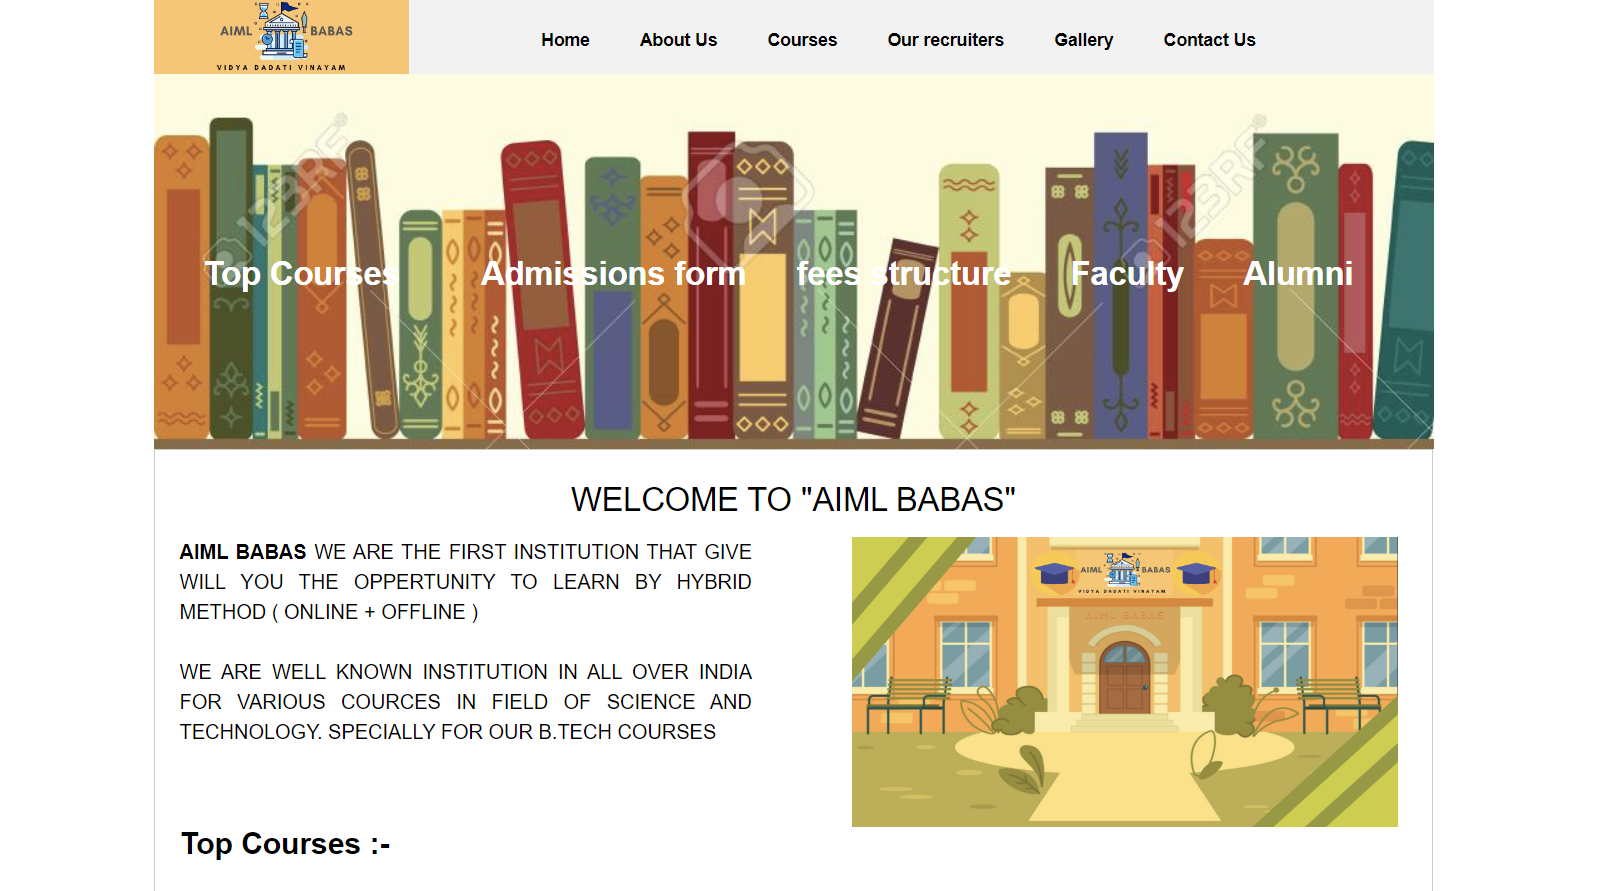 AIML BABAS
VIDYA DADATI VINAYAM
Home About Us Courses Our recruiters Gallery Contact Us
123RF 123RF
Top Courses Admissions form fees structure Faculty Alumni
WELCOME TO "AIML BABAS"
AIML BABAS WE ARE THE FIRST INSTITUTION THAT GIVE
WILL YOU THE OPPERTUNITY TO LEARN BY HYBRID
METHOD ( ONLINE + OFFLINE )
WE ARE WELL KNOWN INSTITUTION IN ALL OVER INDIA
FOR VARIOUS COURCES IN FIELD OF SCIENCE AND
TECHNOLOGY. SPECIALLY FOR OUR B.TECH COURSES
AIML BABAS
VIDYA DADATI VINAYAM
AIML BABAS
Top Courses :-